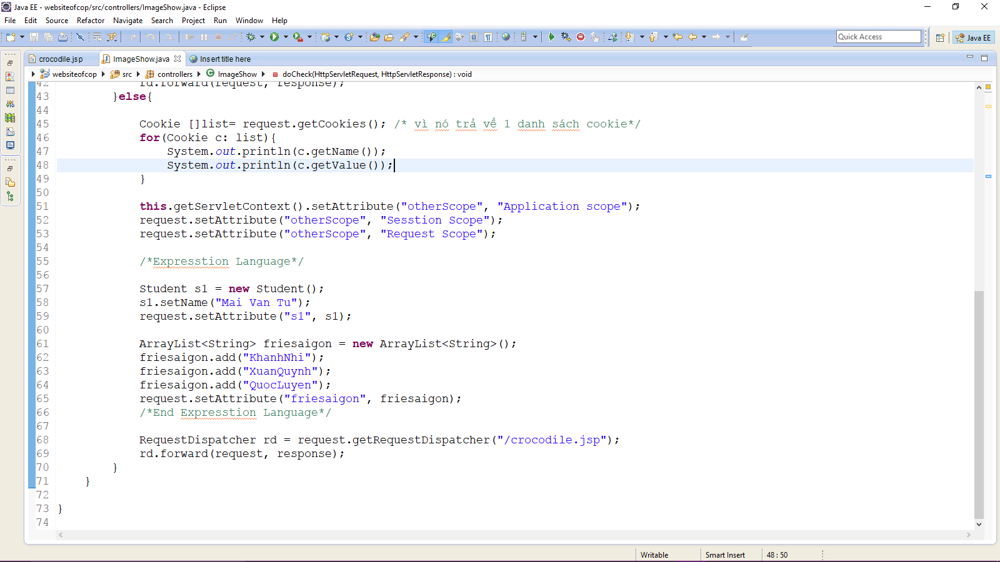 Java EE - websiteofcop/src/controllers/ImageShow.java - Eclipse
File Edit Source Refactor Navigate Search Project Run Window Help
Quick Access
Java EE
crocodile.jsp ImageShow.java Insert title here
websiteofcop src controllers ImageShow doCheck(HttpServletRequest, HttpServletResponse) : void
42 rd.forward(request, response);
43 }else{
44
45 Cookie []list= request.getCookies(); /* vì nó trả về 1 danh sách cookie*/
46 for(Cookie c: list){
47 System.out.println(c.getName());
48 System.out.println(c.getValue());
49 }
50
51 this.getServletContext().setAttribute("otherScope", "Application scope");
52 request.setAttribute("otherScope", "Sesstion Scope");
53 request.setAttribute("otherScope", "Request Scope");
54
55 /*Expresstion Language*/
56
57 Student s1 = new Student();
58 s1.setName("Mai Van Tu");
59 request.setAttribute("s1", s1);
60
61 ArrayList<String> friesaigon = new ArrayList<String>();
62 friesaigon.add("KhanhNhi");
63 friesaigon.add("XuanQuynh");
64 friesaigon.add("QuocLuyen");
65 request.setAttribute("friesaigon", friesaigon);
66 /*End Expresstion Language*/
67
68 RequestDispatcher rd = request.getRequestDispatcher("/crocodile.jsp");
69 rd.forward(request, response);
70 }
71 }
72
73 }
74
Writable Smart Insert 48 : 50